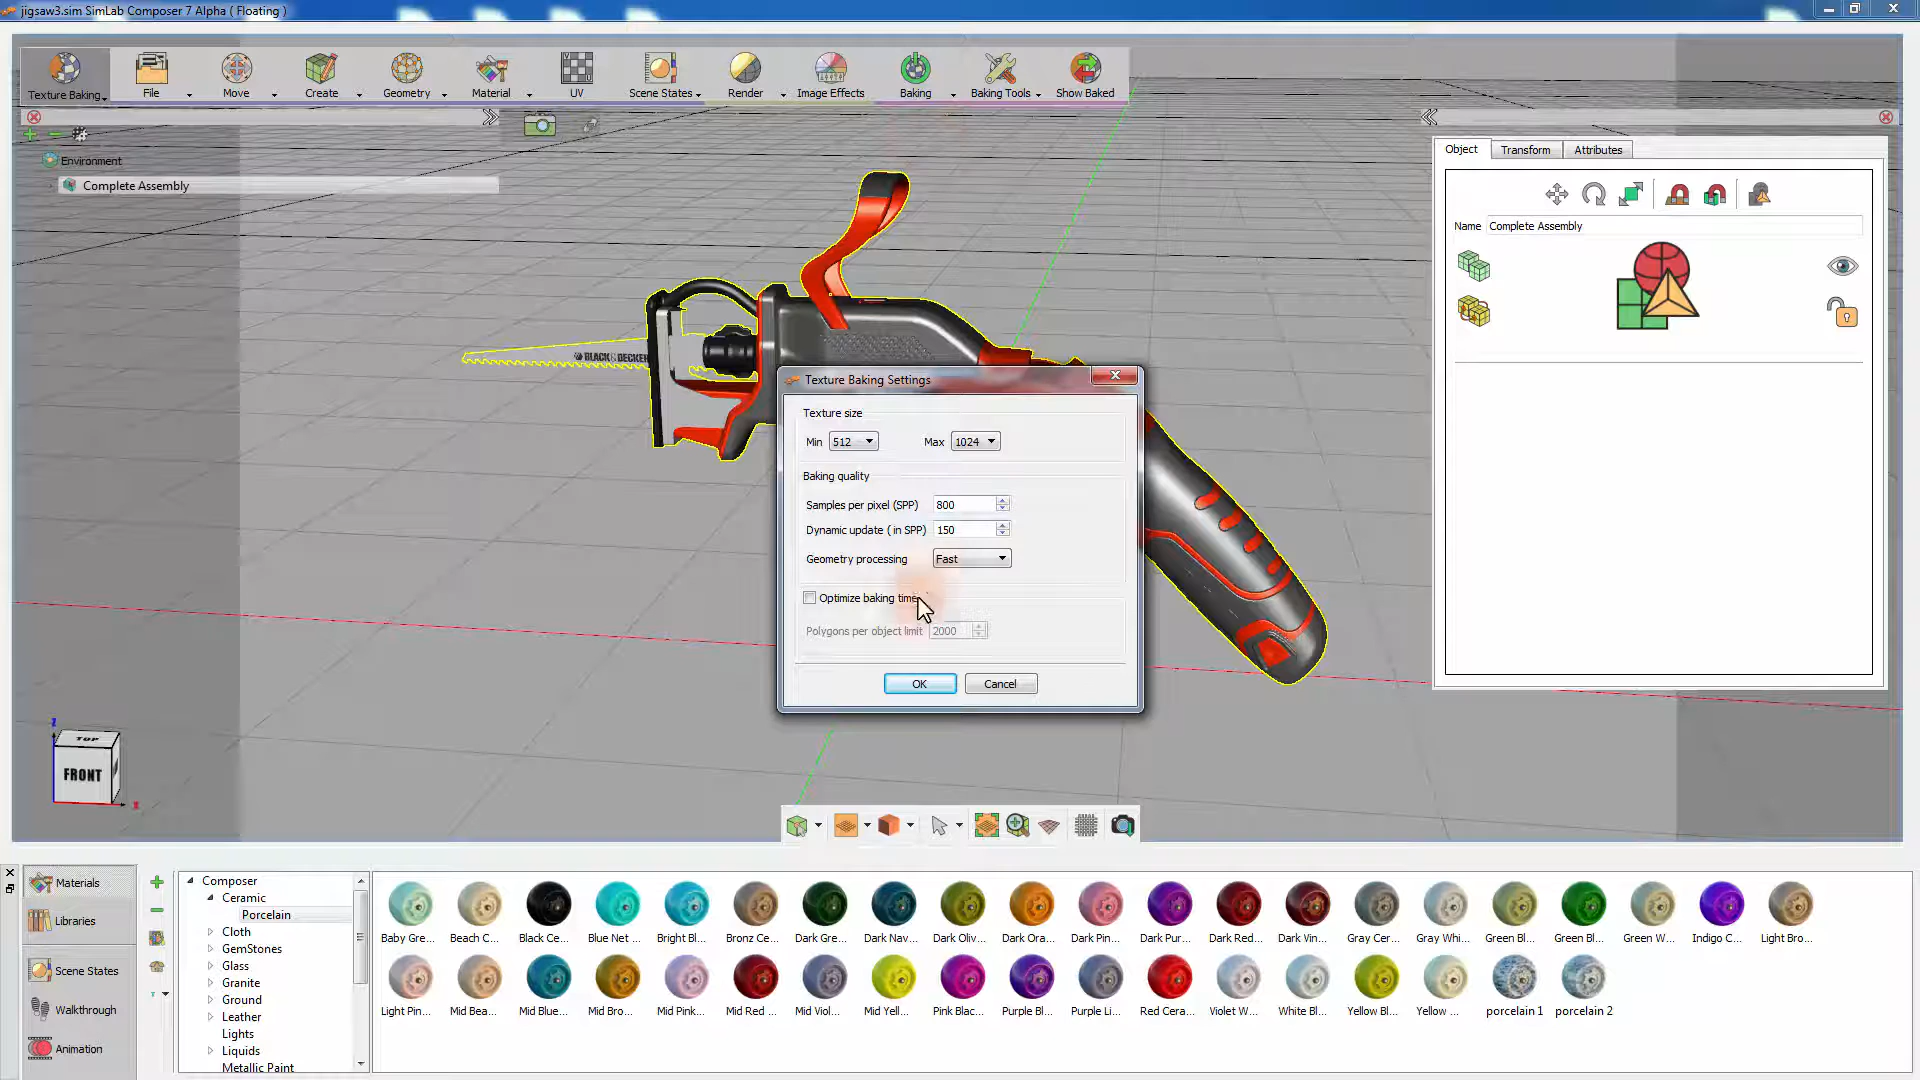 jigsaw3.sim SimLab Composer 7 Alpha ( Floating )
Texture Baking
File
Move
Create
Geometry
Material
UV
Scene States
Render
Image Effects
Baking
Baking Tools
Show Baked
Environment
Complete Assembly
Object
Transform
Attributes
Name
Complete Assembly
BLACK&DECKER
Texture Baking Settings
Texture size
Min
512
Max
1024
Baking quality
Samples per pixel (SPP)
800
Dynamic update ( in SPP)
150
Geometry processing
Fast
Optimize baking time
Polygons per object limit
2000
OK
Cancel
Z
TOP
FRONT
X
Materials
Libraries
Scene States
Walkthrough
Animation
Composer
Ceramic
Porcelain
Cloth
GemStones
Glass
Granite
Ground
Leather
Lights
Liquids
Metallic Paint
Baby Gre...
Beach C...
Black Ce...
Blue Net ...
Bright Bl...
Bronz Ce...
Dark Gre...
Dark Nav...
Dark Oliv...
Dark Ora...
Dark Pin...
Dark Pur...
Dark Red...
Dark Vin...
Gray Cer...
Gray Whi...
Green Bl...
Green Bl...
Green W...
Indigo C...
Light Bro...
Light Pin...
Mid Bea...
Mid Blue...
Mid Bro...
Mid Pink...
Mid Red ...
Mid Viol...
Mid Yell...
Pink Blac...
Purple Bl...
Purple Li...
Red Cera...
Violet W...
White Bl...
Yellow Bl...
Yellow ...
porcelain 1
porcelain 2